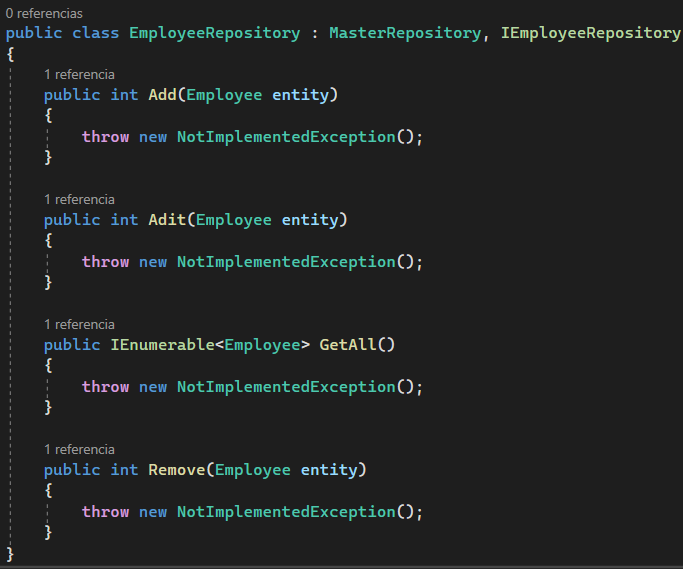 0 referencias
public class EmployeeRepository : MasterRepository, IEmployeeRepository
{
1 referencia
public int Add(Employee entity)
{
throw new NotImplementedException();
}
1 referencia
public int Adit(Employee entity)
{
throw new NotImplementedException();
}
1 referencia
public IEnumerable<Employee> GetAll()
{
throw new NotImplementedException();
}
1 referencia
public int Remove(Employee entity)
{
throw new NotImplementedException();
}
}